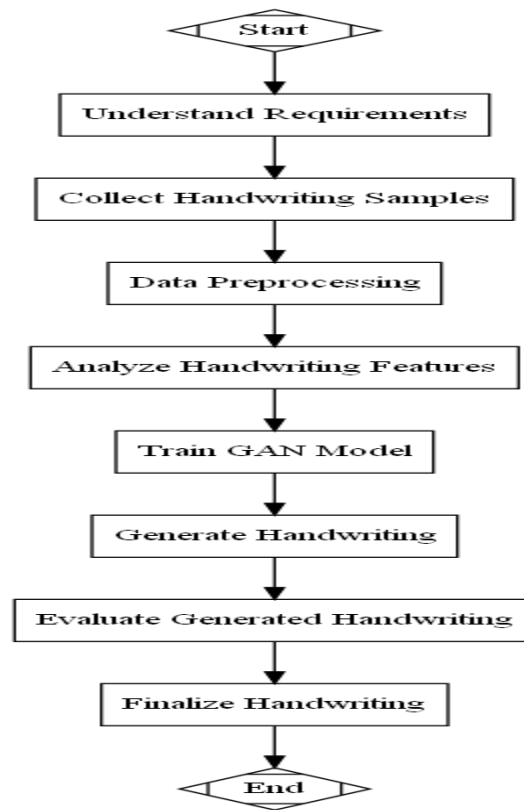 Start
Understand Requirements
Collect Handwriting Samples
Data Preprocessing
Analyze Handwriting Features
Train GAN Model
Generate Handwriting
Evaluate Generated Handwriting
Finalize Handwriting
End